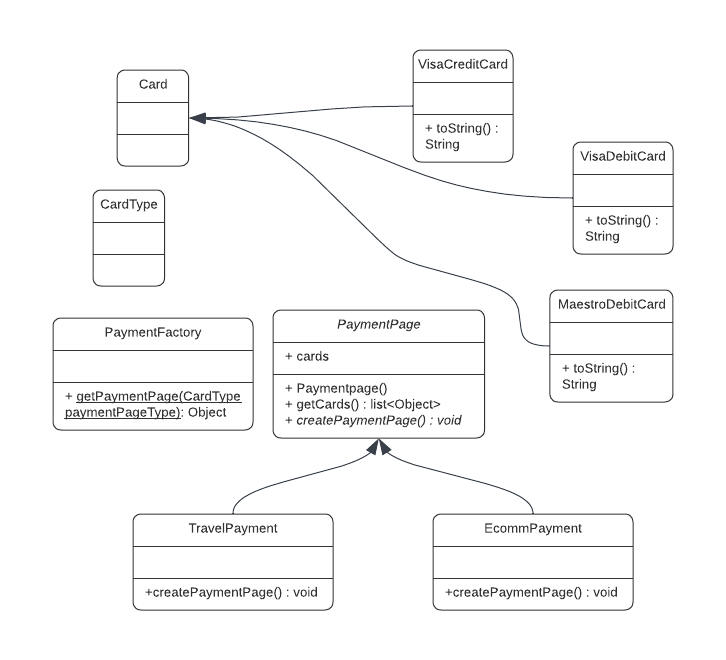 Card
VisaCreditCard
+ toString() :
String
VisaDebitCard
+ toString() :
String
CardType
MaestroDebitCard
+ toString() :
String
PaymentFactory
+ getPaymentPage(CardType
paymentPageType): Object
PaymentPage
+ cards
+ Paymentpage()
+ getCards() : list<Object>
+ createPaymentPage() : void
TravelPayment
+createPaymentPage() : void
EcommPayment
+createPaymentPage() : void